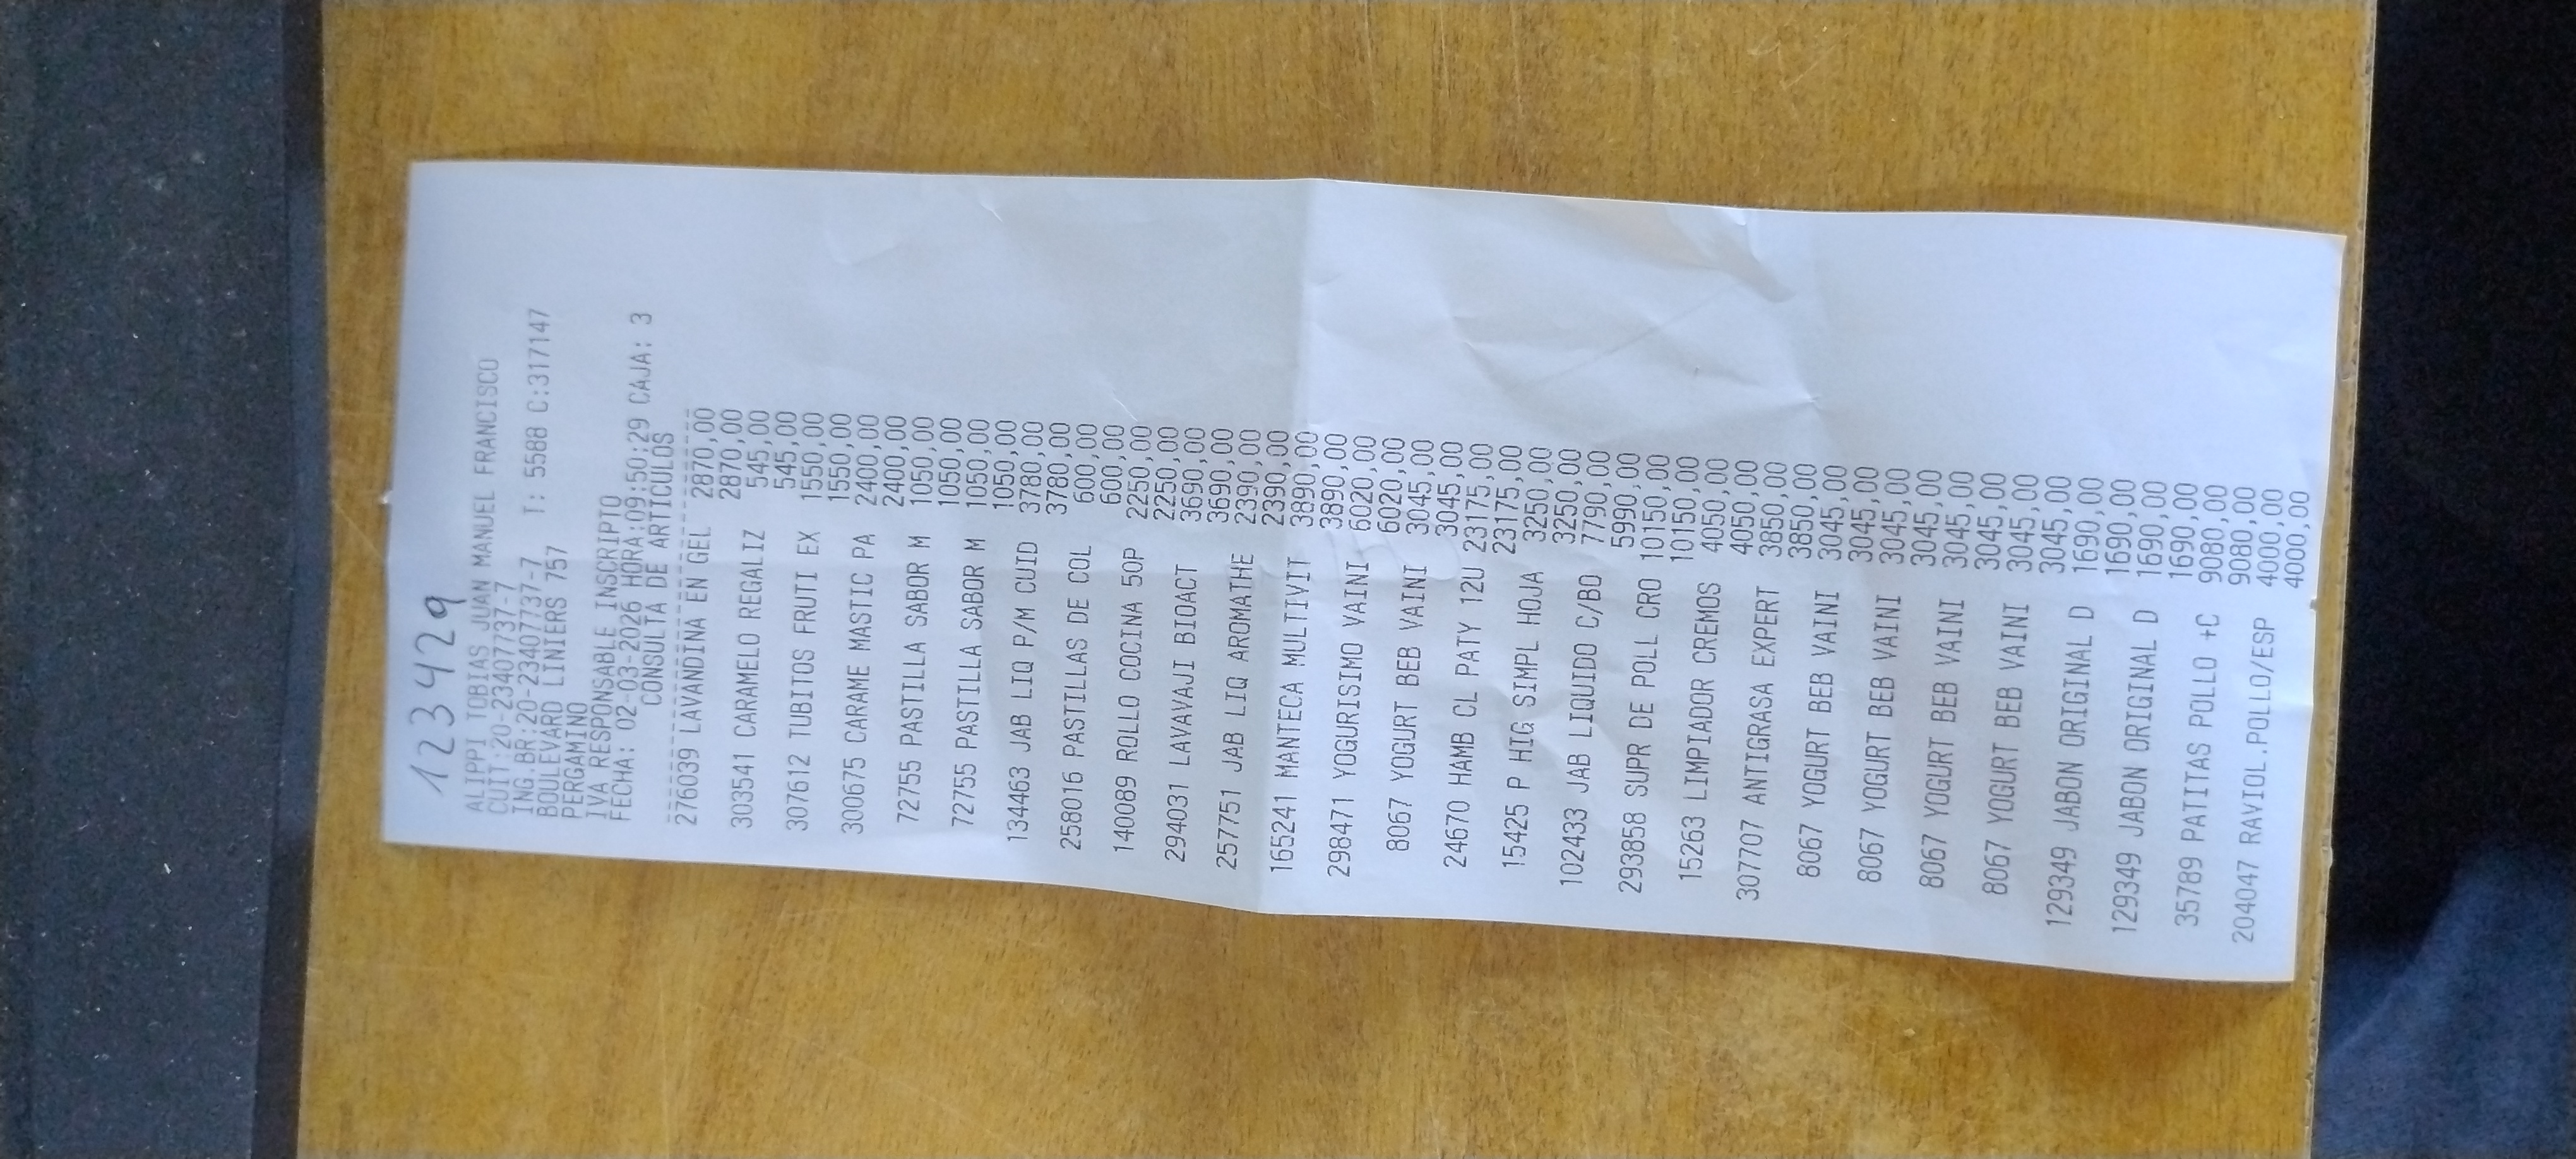 123429
ALIPPI TOBIAS JUAN MANUEL FRANCISCO
CUIT:20-23407737-7
ING.BR:20-23407737-7
BOULEVARD LINIERS 757 T: 5588 C:317147
PERGAMINO
IVA RESPONSABLE INSCRIPTO
FECHA: 02-03-2026 HORA:09:50:29 CAJA: 3
CONSULTA DE ARTICULOS
276039 LAVANDINA EN GEL 2870,00
2870,00
303541 CARAMELO REGALIZ 545,00
545,00
307612 TUBITOS FRUTI EX 1550,00
1550,00
300675 CARAME MASTIC PA 2400,00
2400,00
72755 PASTILLA SABOR M 1050,00
1050,00
72755 PASTILLA SABOR M 1050,00
1050,00
134463 JAB LIQ P/M CUID 3780,00
3780,00
258016 PASTILLAS DE COL 600,00
600,00
140089 ROLLO COCINA 50P 2250,00
2250,00
294031 LAVAVAJI BIOACT 3690,00
3690,00
257751 JAB LIQ AROMATHE 2390,00
2390,00
165241 MANTECA MULTIVIT 3890,00
3890,00
298471 YOGURISIMO VAINI 6020,00
6020,00
8067 YOGURT BEB VAINI 3045,00
3045,00
24670 HAMB CL PATY 12U 23175,00
23175,00
15425 P HIG SIMPL HOJA 3250,00
3250,00
102433 JAB LIQUIDO C/BO 7790,00
5990,00
293858 SUPR DE POLL CRO 10150,00
10150,00
15263 LIMPIADOR CREMOS 4050,00
4050,00
307707 ANTIGRASA EXPERT 3850,00
3850,00
8067 YOGURT BEB VAINI 3045,00
3045,00
8067 YOGURT BEB VAINI 3045,00
3045,00
8067 YOGURT BEB VAINI 3045,00
3045,00
8067 YOGURT BEB VAINI 3045,00
3045,00
129349 JABON ORIGINAL D 1690,00
1690,00
129349 JABON ORIGINAL D 1690,00
1690,00
35789 PATITAS POLLO +C 9080,00
9080,00
204047 RAVIOL.POLLO/ESP 4000,00
4000,00